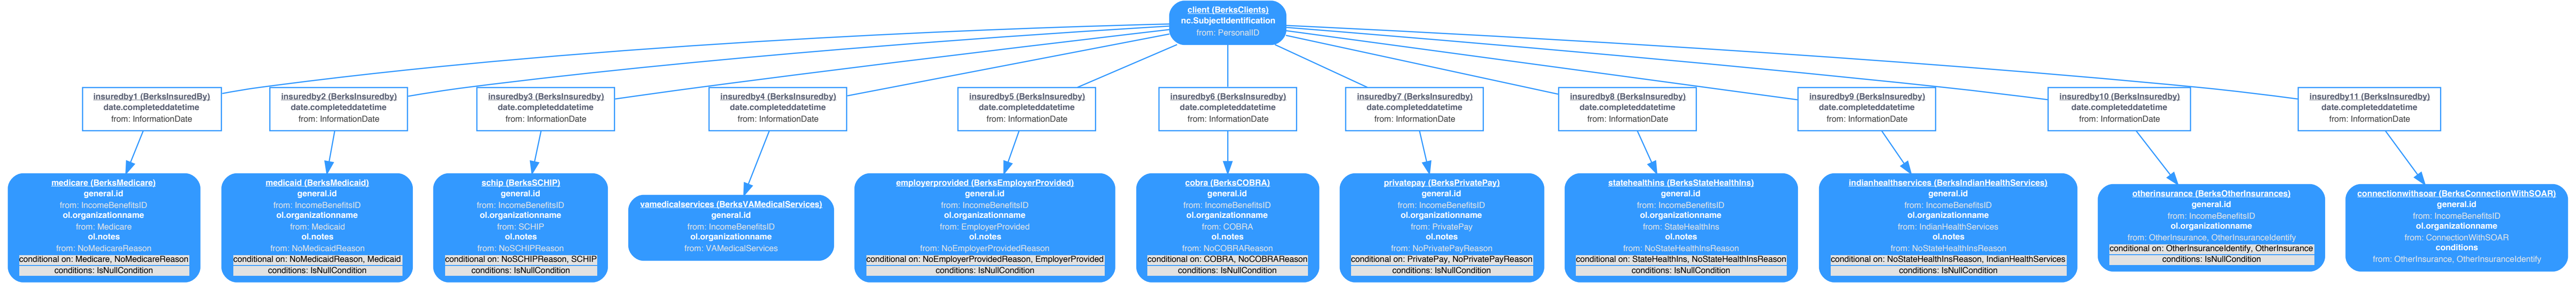 client (BerksClients)
nc.SubjectIdentification
from: PersonalID
insuredby1 (BerksInsuredBy)
date.completeddatetime
from: InformationDate
insuredby2 (BerksInsuredby)
date.completeddatetime
from: InformationDate
insuredby3 (BerksInsuredby)
date.completeddatetime
from: InformationDate
insuredby4 (BerksInsuredby)
date.completeddatetime
from: InformationDate
insuredby5 (BerksInsuredby)
date.completeddatetime
from: InformationDate
insuredby6 (BerksInsuredby)
date.completeddatetime
from: InformationDate
insuredby7 (BerksInsuredby)
date.completeddatetime
from: InformationDate
insuredby8 (BerksInsuredby)
date.completeddatetime
from: InformationDate
insuredby9 (BerksInsuredby)
date.completeddatetime
from: InformationDate
insuredby10 (BerksInsuredby)
date.completeddatetime
from: InformationDate
insuredby11 (BerksInsuredby)
date.completeddatetime
from: InformationDate
medicare (BerksMedicare)
general.id
from: IncomeBenefitsID
ol.organizationname
from: Medicare
ol.notes
from: NoMedicareReason
conditional on: Medicare, NoMedicareReason
conditions: IsNullCondition
medicaid (BerksMedicaid)
general.id
from: IncomeBenefitsID
ol.organizationname
from: Medicaid
ol.notes
from: NoMedicaidReason
conditional on: NoMedicaidReason, Medicaid
conditions: IsNullCondition
schip (BerksSCHIP)
general.id
from: IncomeBenefitsID
ol.organizationname
from: SCHIP
ol.notes
from: NoSCHIPReason
conditional on: NoSCHIPReason, SCHIP
conditions: IsNullCondition
vamedicalservices (BerksVAMedicalServices)
general.id
from: IncomeBenefitsID
ol.organizationname
from: VAMedicalServices
employerprovided (BerksEmployerProvided)
general.id
from: IncomeBenefitsID
ol.organizationname
from: EmployerProvided
ol.notes
from: NoEmployerProvidedReason
conditional on: NoEmployerProvidedReason, EmployerProvided
conditions: IsNullCondition
cobra (BerksCOBRA)
general.id
from: IncomeBenefitsID
ol.organizationname
from: COBRA
ol.notes
from: NoCOBRAReason
conditional on: COBRA, NoCOBRAReason
conditions: IsNullCondition
privatepay (BerksPrivatePay)
general.id
from: IncomeBenefitsID
ol.organizationname
from: PrivatePay
ol.notes
from: NoPrivatePayReason
conditional on: PrivatePay, NoPrivatePayReason
conditions: IsNullCondition
statehealthins (BerksStateHealthIns)
general.id
from: IncomeBenefitsID
ol.organizationname
from: StateHealthIns
ol.notes
from: NoStateHealthInsReason
conditional on: StateHealthIns, NoStateHealthInsReason
conditions: IsNullCondition
indianhealthservices (BerksIndianHealthServices)
general.id
from: IncomeBenefitsID
ol.organizationname
from: IndianHealthServices
ol.notes
from: NoStateHealthInsReason
conditional on: NoStateHealthInsReason, IndianHealthServices
conditions: IsNullCondition
otherinsurance (BerksOtherInsurances)
general.id
from: IncomeBenefitsID
ol.organizationname
from: OtherInsurance, OtherInsuranceIdentify
conditional on: OtherInsuranceIdentify, OtherInsurance
conditions: IsNullCondition
connectionwithsoar (BerksConnectionWithSOAR)
general.id
from: IncomeBenefitsID
ol.organizationname
from: ConnectionWithSOAR
conditions
from: OtherInsurance, OtherInsuranceIdentify